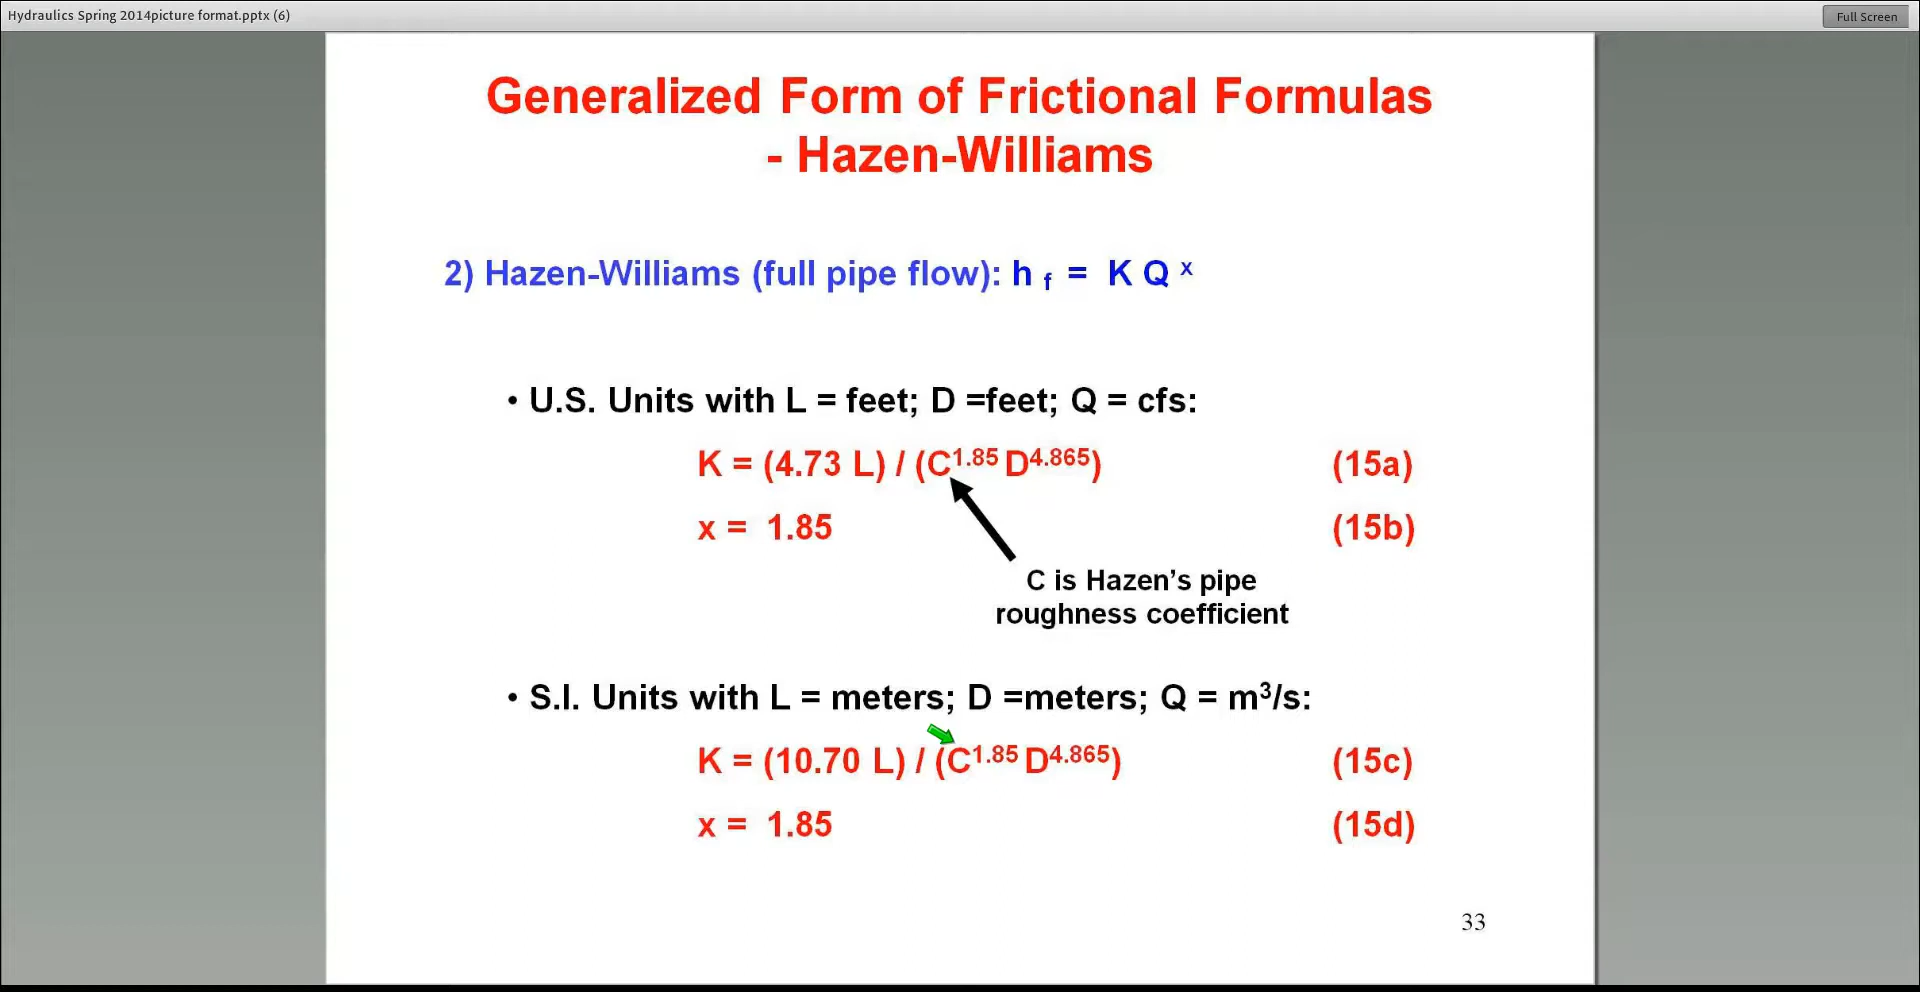 Hydraulics Spring 2014picture format.pptx (6)
Full Screen
Generalized Form of Frictional Formulas
- Hazen-Williams
2) Hazen-Williams (full pipe flow): h f = K Q x
• U.S. Units with L = feet; D =feet; Q = cfs:
K = (4.73 L) / (C1.85 D4.865) (15a)
x = 1.85 (15b)
C is Hazen’s pipe
roughness coefficient
• S.I. Units with L = meters; D =meters; Q = m3/s:
K = (10.70 L) / (C1.85 D4.865) (15c)
x = 1.85 (15d)
33